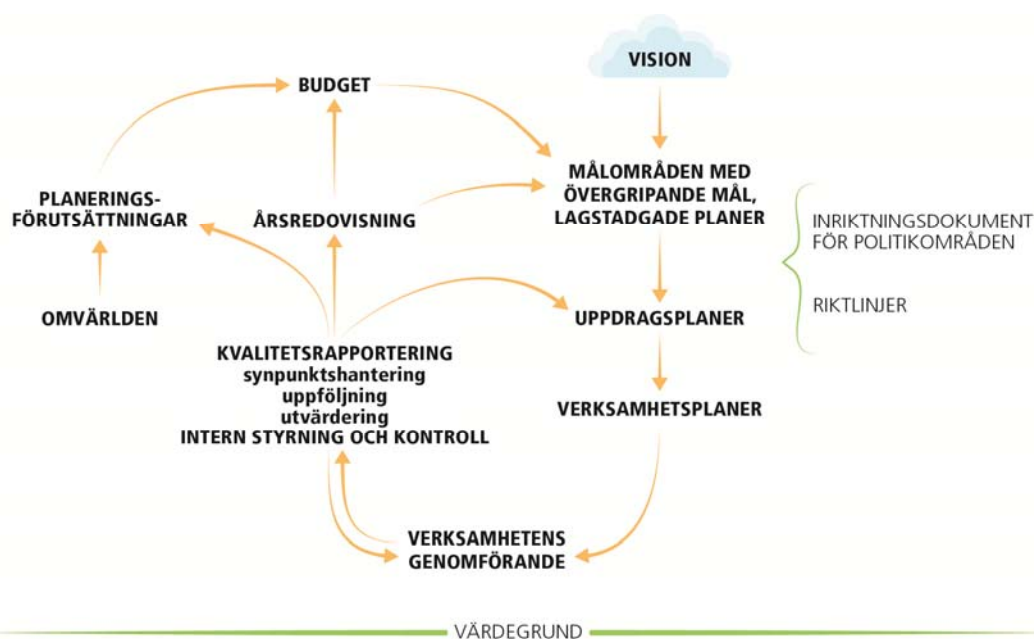 VISION
BUDGET
MÅLOMRÅDEN MED
ÖVERGRIPANDE MÅL,
LAGSTADGADE PLANER
PLANERINGS-
FÖRUTSÄTTNINGAR
ÅRSREDOVISNING
INRIKTNINGSDOKUMENT
FÖR POLITIKOMRÅDEN
RIKTLINJER
OMVÄRLDEN
UPPDRAGSPLANER
KVALITETSRAPPORTERING
synpunktshantering
uppföljning
utvärdering
INTERN STYRNING OCH KONTROLL
VERKSAMHETSPLANER
VERKSAMHETENS
GENOMFÖRANDE
VÄRDEGRUND